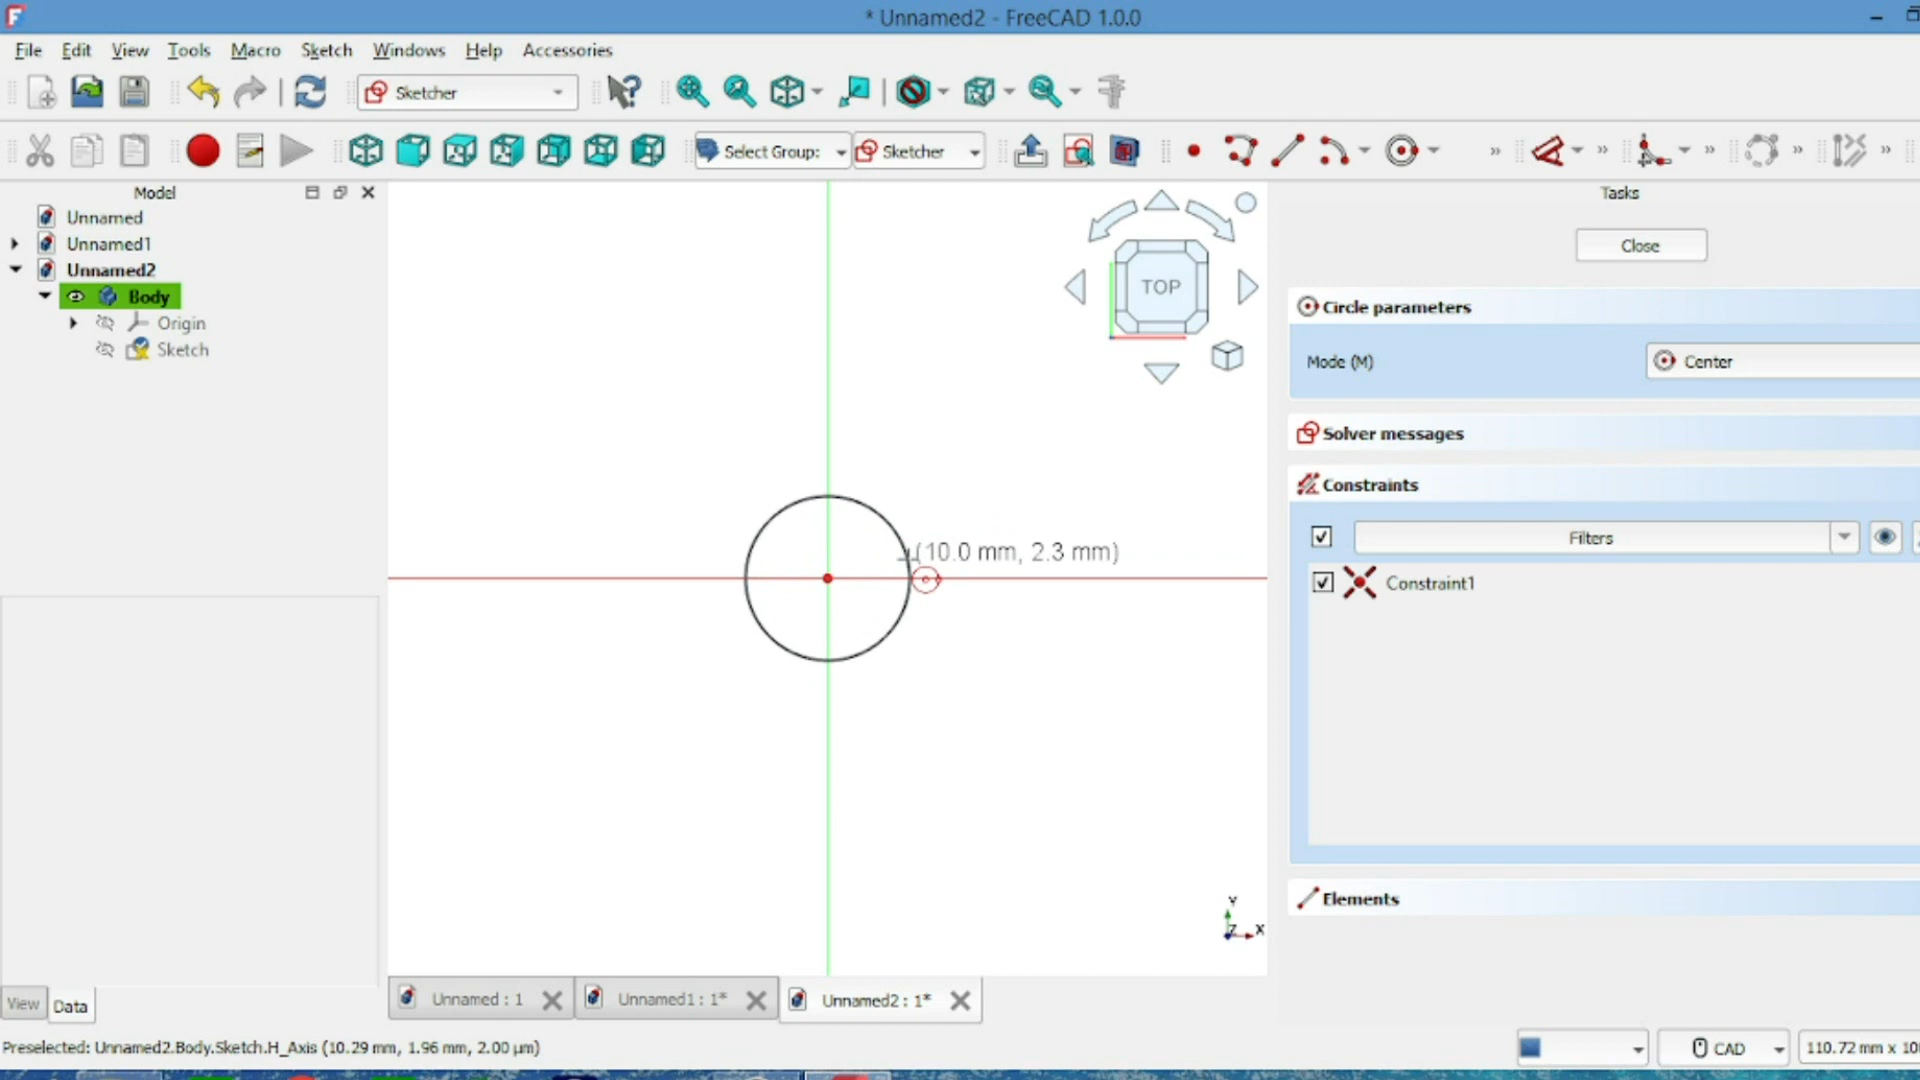 * Unnamed2 - FreeCAD 1.0.0
File Edit View Tools Macro Sketch Windows Help Accessories
Sketcher
Select Group: Sketcher
Model
Unnamed
Unnamed1
Unnamed2
Body
Origin
Sketch
TOP
(10.0 mm, 2.3 mm)
Y
Z X
Tasks
Close
Circle parameters
Mode (M) Center
Solver messages
Constraints
Filters
Constraint1
Elements
View Data
Unnamed : 1 Unnamed1 : 1* Unnamed2 : 1*
Preselected: Unnamed2.Body.Sketch.H_Axis (10.29 mm, 1.96 mm, 2.00 µm)
CAD
110.72 mm x 10